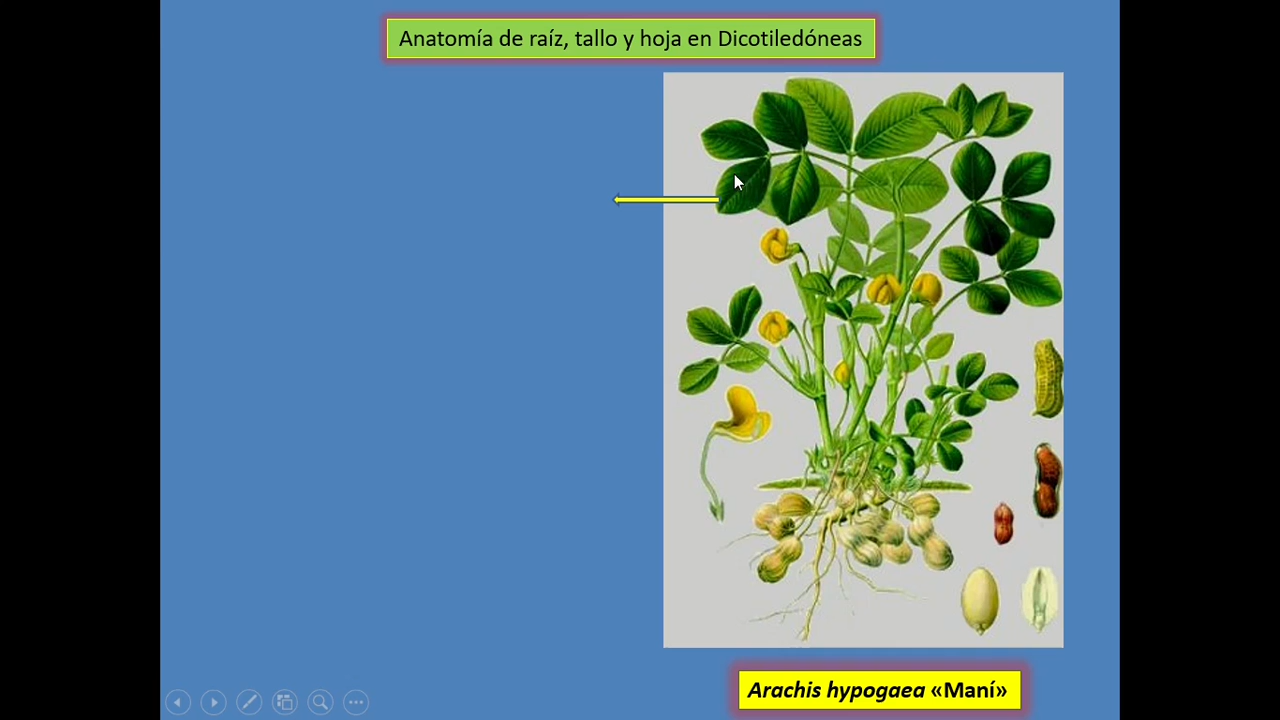 Anatomía de raíz, tallo y hoja en Dicotiledóneas
Arachis hypogaea «Maní»